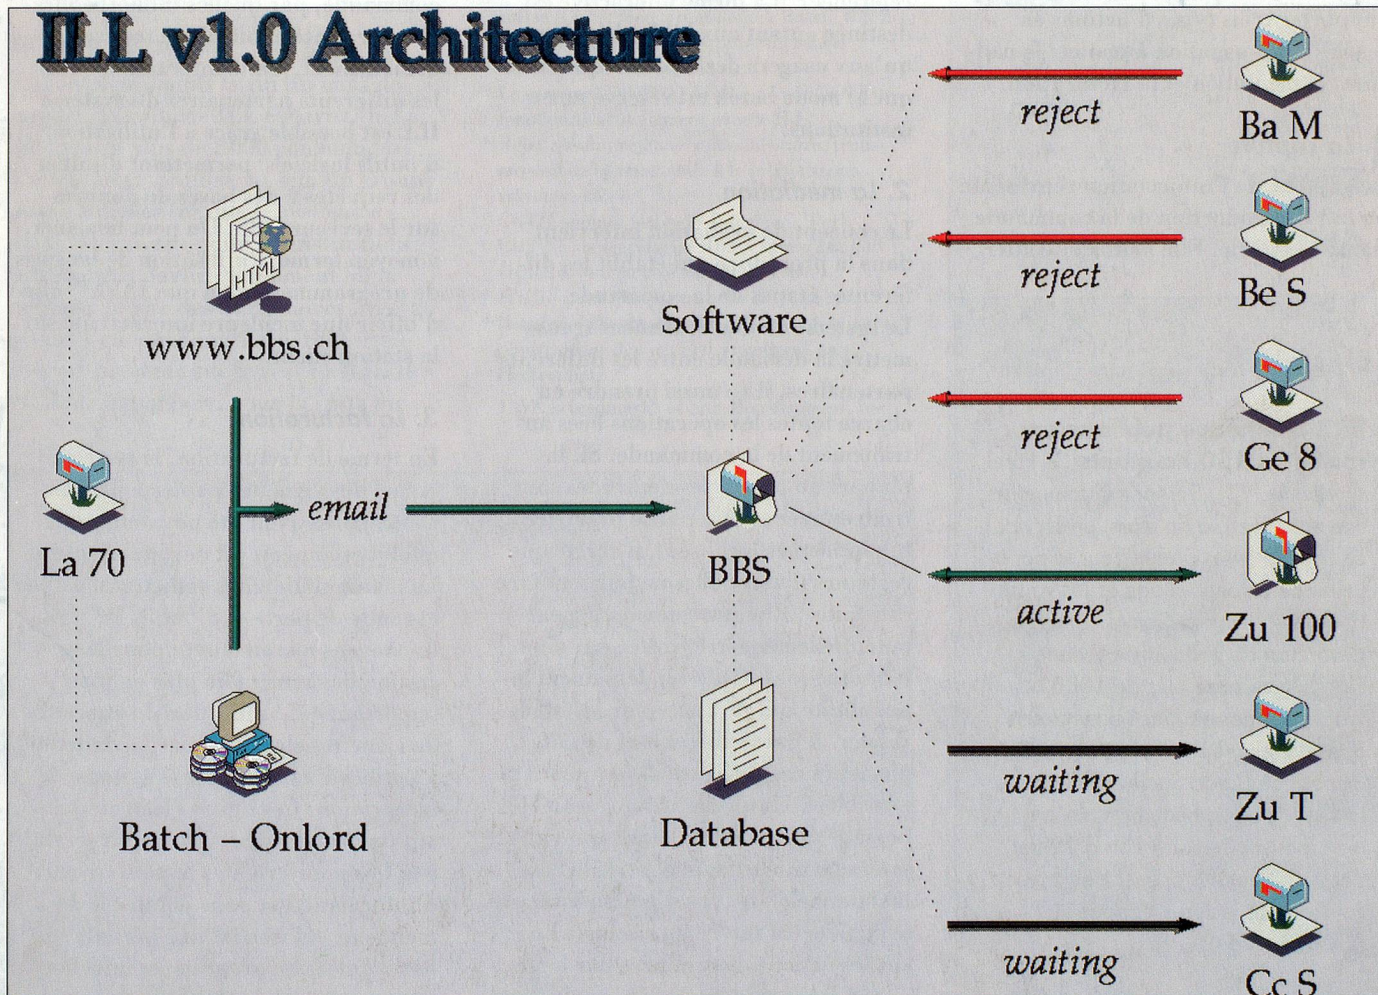 ILL v1.0 Architecture
reject
Ba M
reject
Be S
HTML
www.bbs.ch
Software
reject
Ge 8
La 70
email
BBS
active
Zu 100
waiting
Zu T
Batch – Onlord
Database
waiting
Cc S